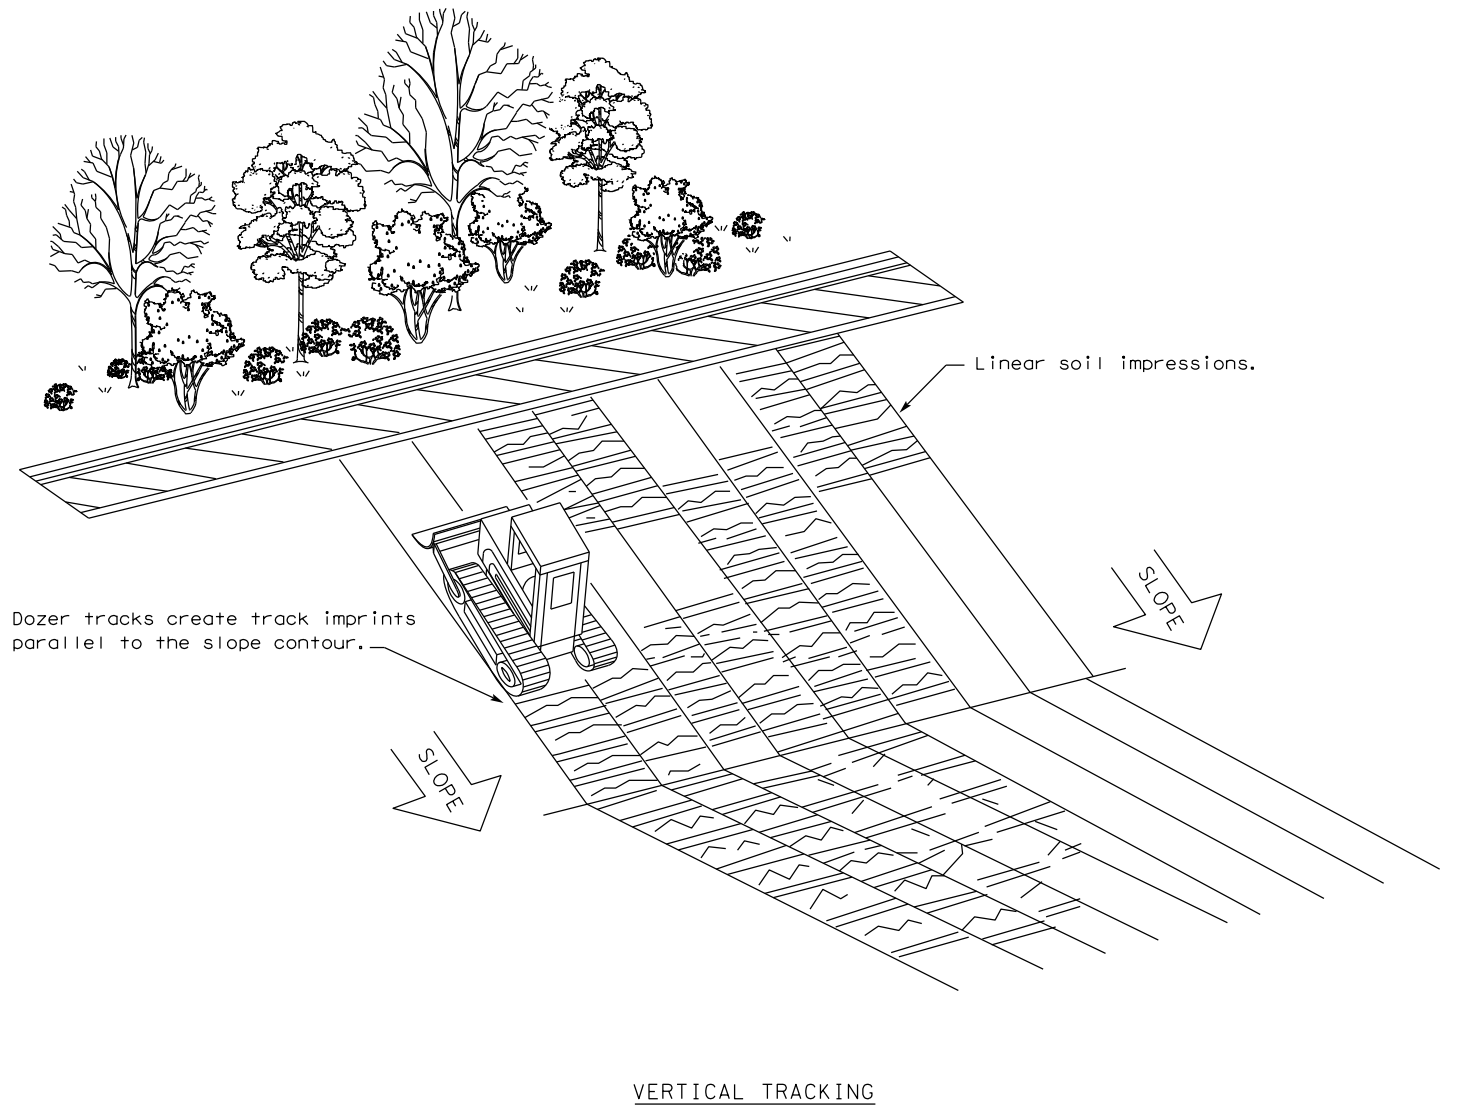 Linear soil impressions.
Dozer tracks create track imprints
parallel to the slope contour.
SLOPE
SLOPE
VERTICAL TRACKING